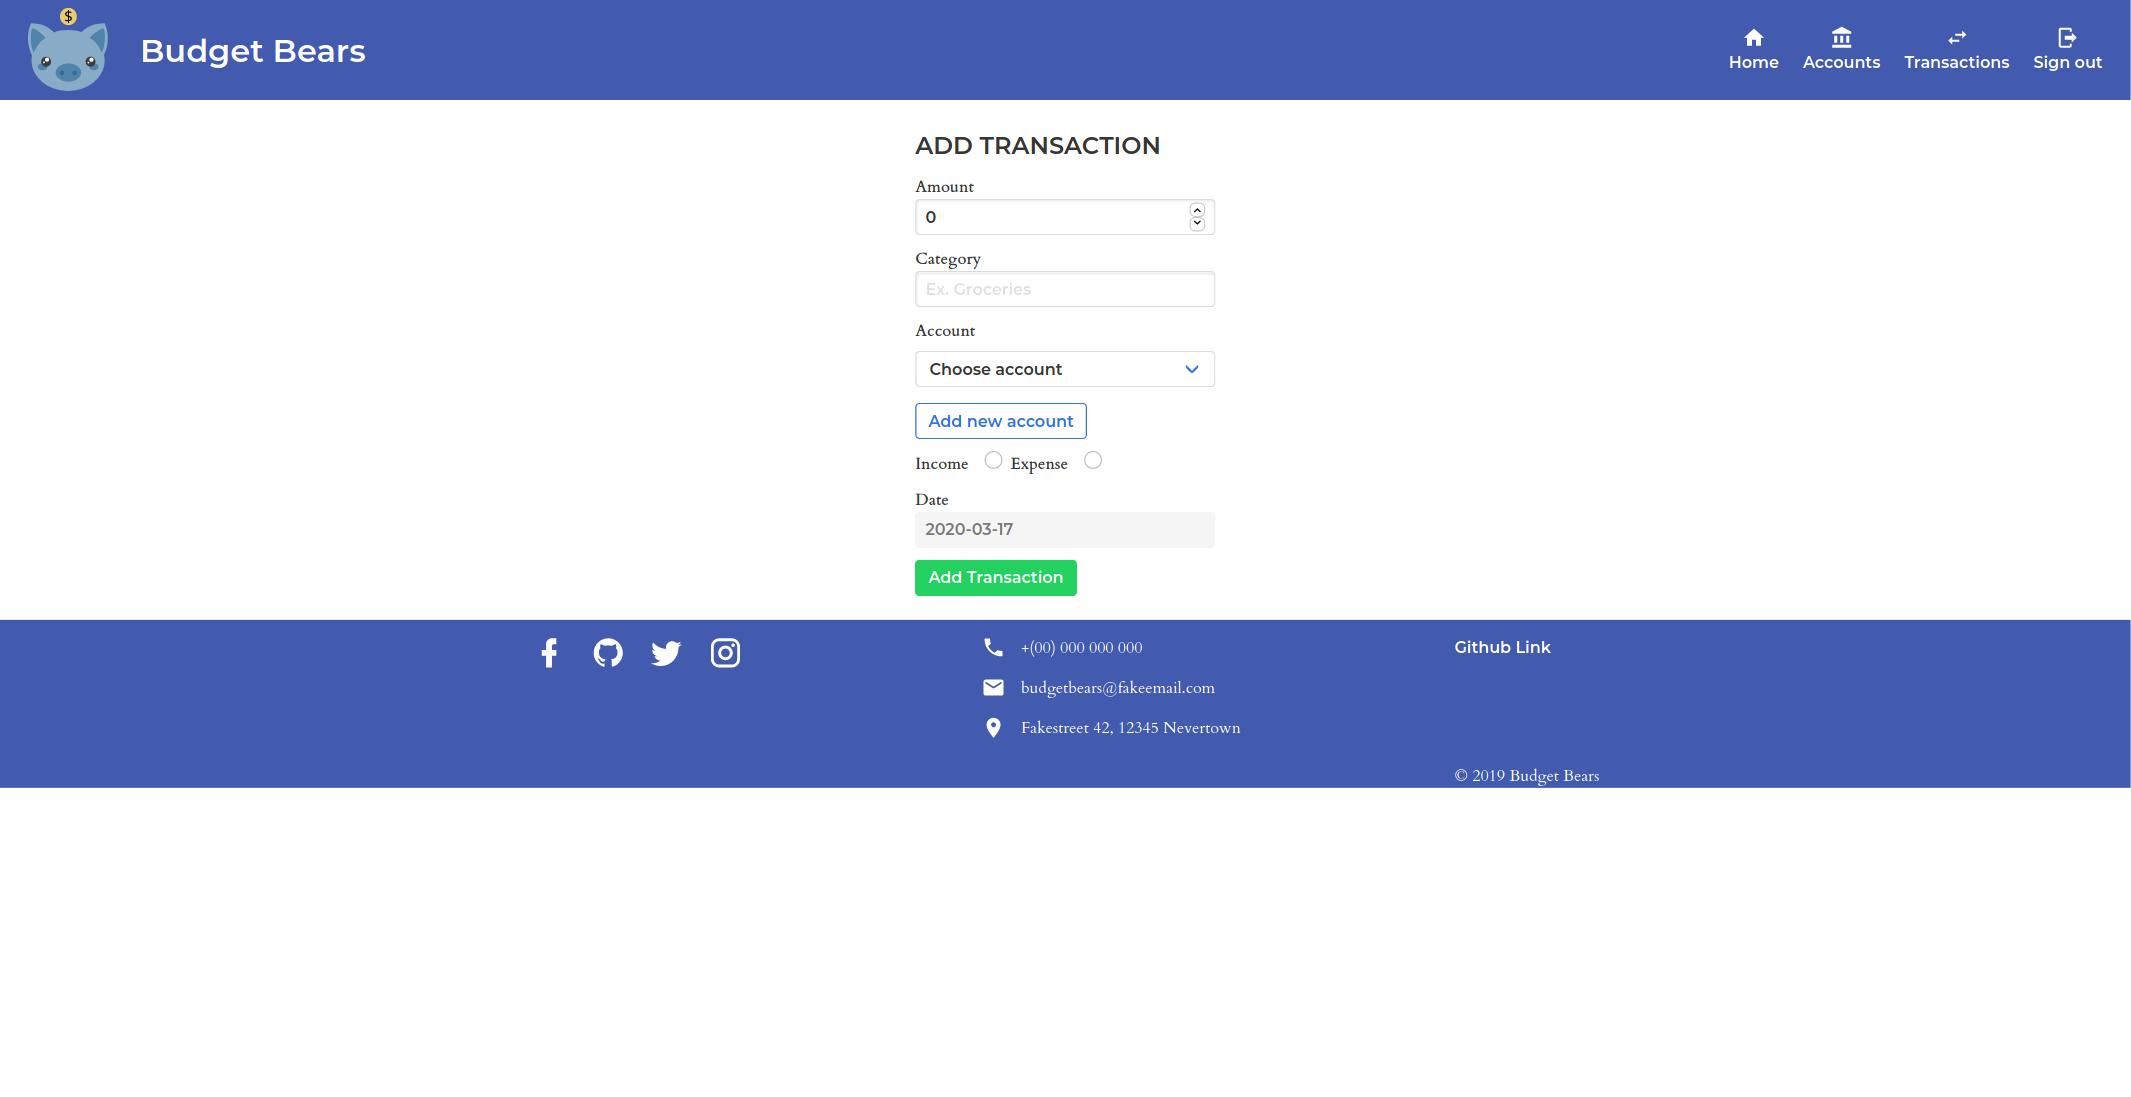 $
Budget Bears
Home
Accounts
Transactions
Sign out
ADD TRANSACTION
Amount
0
Category
Ex. Groceries
Account
Choose account
Add new account
Income Expense
Date
2020-03-17
Add Transaction
+(00) 000 000 000
budgetbears@fakeemail.com
Fakestreet 42, 12345 Nevertown
Github Link
© 2019 Budget Bears